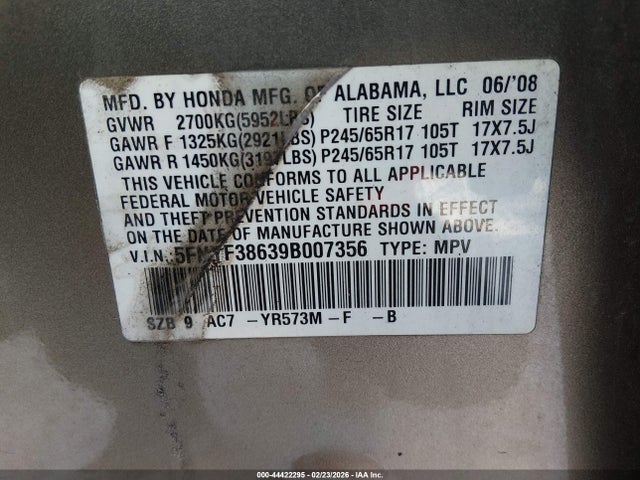 MFD. BY HONDA MFG. OF ALABAMA, LLC 06/'08
GVWR 2700KG(5952LBS) TIRE SIZE RIM SIZE
GAWR F 1325KG(2921LBS) P245/65R17 105T 17X7.5J
GAWR R 1450KG(3197LBS) P245/65R17 105T 17X7.5J
THIS VEHICLE CONFORMS TO ALL APPLICABLE
FEDERAL MOTOR VEHICLE SAFETY
AND THEFT PREVENTION STANDARDS IN EFFECT
ON THE DATE OF MANUFACTURE SHOWN ABOVE.
V.I.N.: TYPE: MPV
SZB 9 AC7 -YR573M-F -B
000-44422295 - 02/23/2026 - IAA Inc.